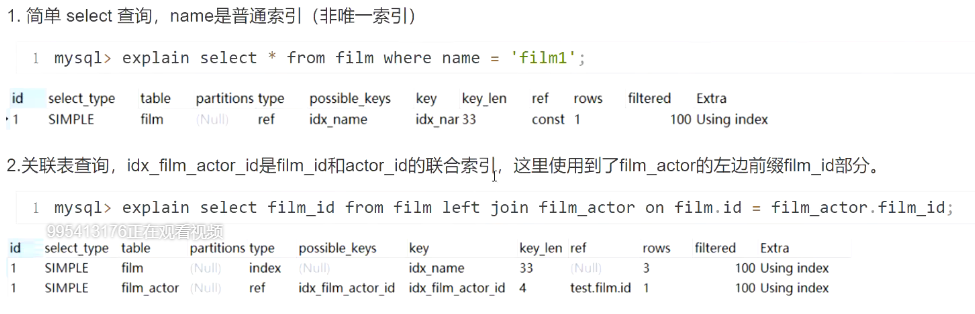 1. 简单 select 查询，name是普通索引（非唯一索引）
1 mysql> explain select * from film where name = 'film1';
id select_type table partitions type possible_keys key key_len ref rows filtered Extra
1 SIMPLE film (Null) ref idx_name idx_nar 33 const 1 100 Using index
2.关联表查询，idx_film_actor_id是film_id和actor_id的联合索引，这里使用到了film_actor的左边前缀film_id部分。
1 mysql> explain select film_id from film left join film_actor on film.id = film_actor.film_id;
995413176正在观看视频
id select_type table partitions type possible_keys key key_len ref rows filtered Extra
1 SIMPLE film (Null) index (Null) idx_name 33 (Null) 3 100 Using index
1 SIMPLE film_actor (Null) ref idx_film_actor_id idx_film_actor_id 4 test.film.id 1 100 Using index